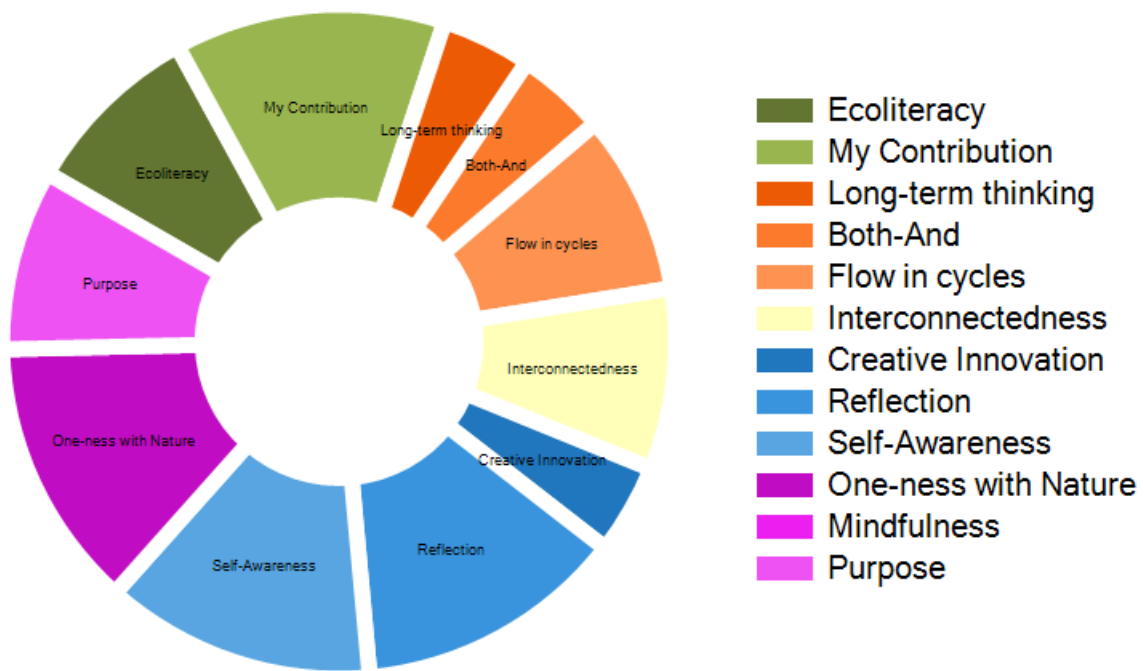 My Contribution
Long-term thinking
Both-And
Ecoliteracy
Flow in cycles
Purpose
Interconnectedness
One-ness with Nature
Creative Innovation
Reflection
Self-Awareness
Ecoliteracy
My Contribution
Long-term thinking
Both-And
Flow in cycles
Interconnectedness
Creative Innovation
Reflection
Self-Awareness
One-ness with Nature
Mindfulness
Purpose